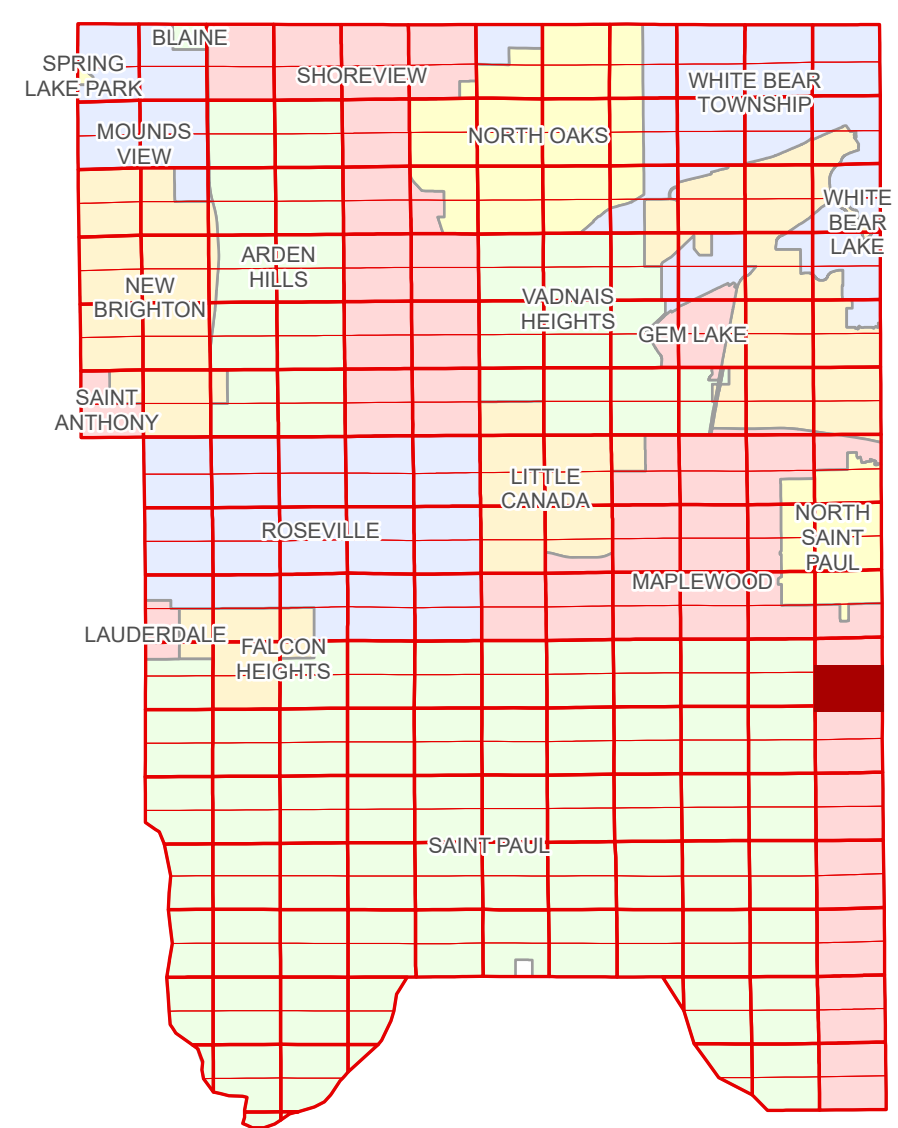 BLAINE
SPRING
LAKE PARK
SHOREVIEW
WHITE BEAR
TOWNSHIP
MOUNDS
VIEW
NORTH OAKS
WHITE
BEAR
LAKE
ARDEN
HILLS
NEW
BRIGHTON
VADNAIS
HEIGHTS
GEM LAKE
SAINT
ANTHONY
LITTLE
CANADA
NORTH
SAINT
PAUL
ROSEVILLE
MAPLEWOOD
LAUDERDALE
FALCON
HEIGHTS
SAINT PAUL